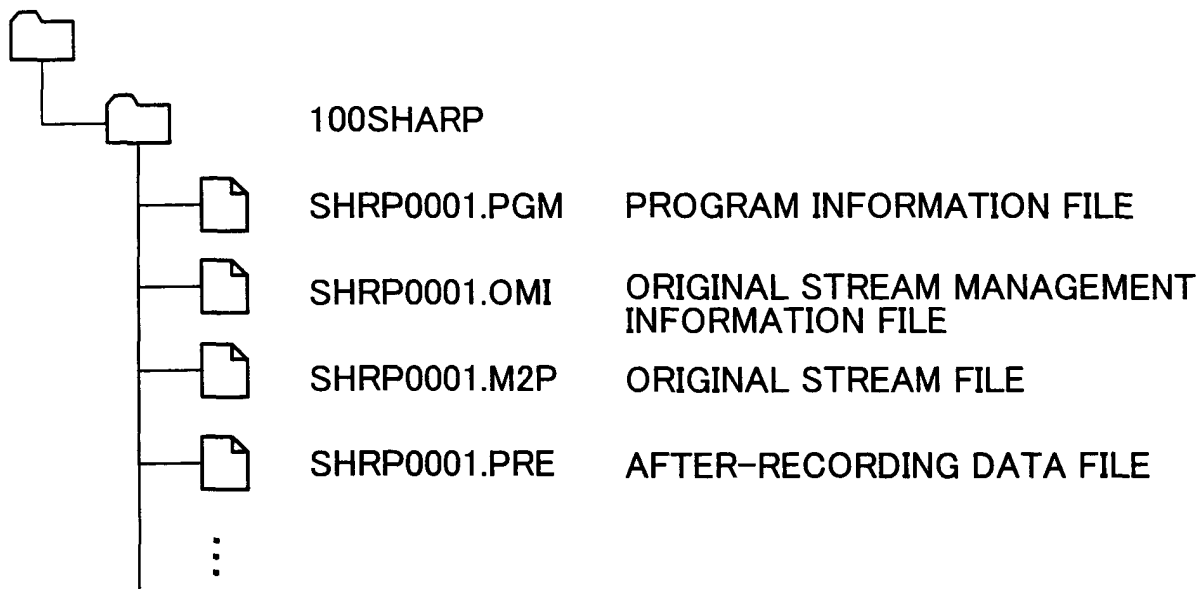 100SHARP
SHRP0001.PGM PROGRAM INFORMATION FILE
SHRP0001.OMI ORIGINAL STREAM MANAGEMENT
INFORMATION FILE
SHRP0001.M2P ORIGINAL STREAM FILE
SHRP0001.PRE AFTER-RECORDING DATA FILE